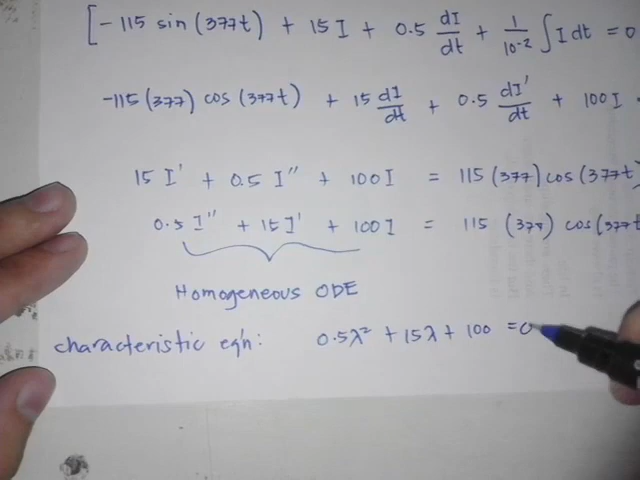 [ -115 sin (377t) + 15 I + 0.5 dI/dt + 1/10⁻² ∫ I dt = 0
-115 (377) cos (377t) + 15 dI/dt + 0.5 dI'/dt + 100 I
15 I' + 0.5 I'' + 100 I = 115 (377) cos (377t)
0.5 I'' + 15 I' + 100 I = 115 (377) cos (377t
Homogeneous ODE
characteristic eq'n: 0.5λ² + 15λ + 100 = 0